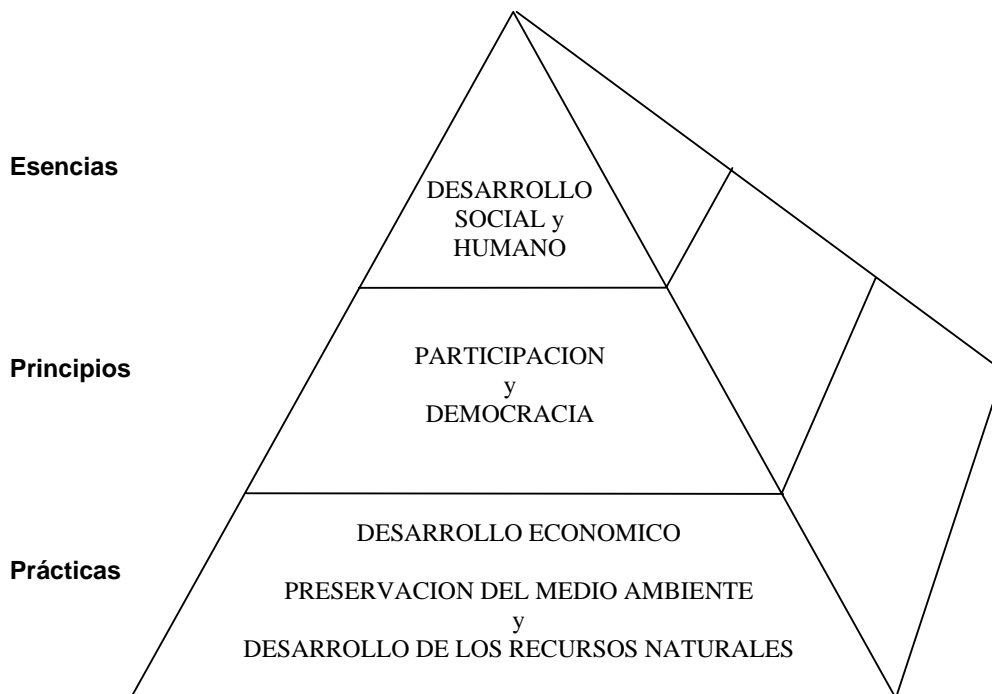 Esencias
DESARROLLO
SOCIAL y
HUMANO
Principios
PARTICIPACION
y
DEMOCRACIA
DESARROLLO ECONOMICO
Prácticas
PRESERVACION DEL MEDIO AMBIENTE
y
DESARROLLO DE LOS RECURSOS NATURALES